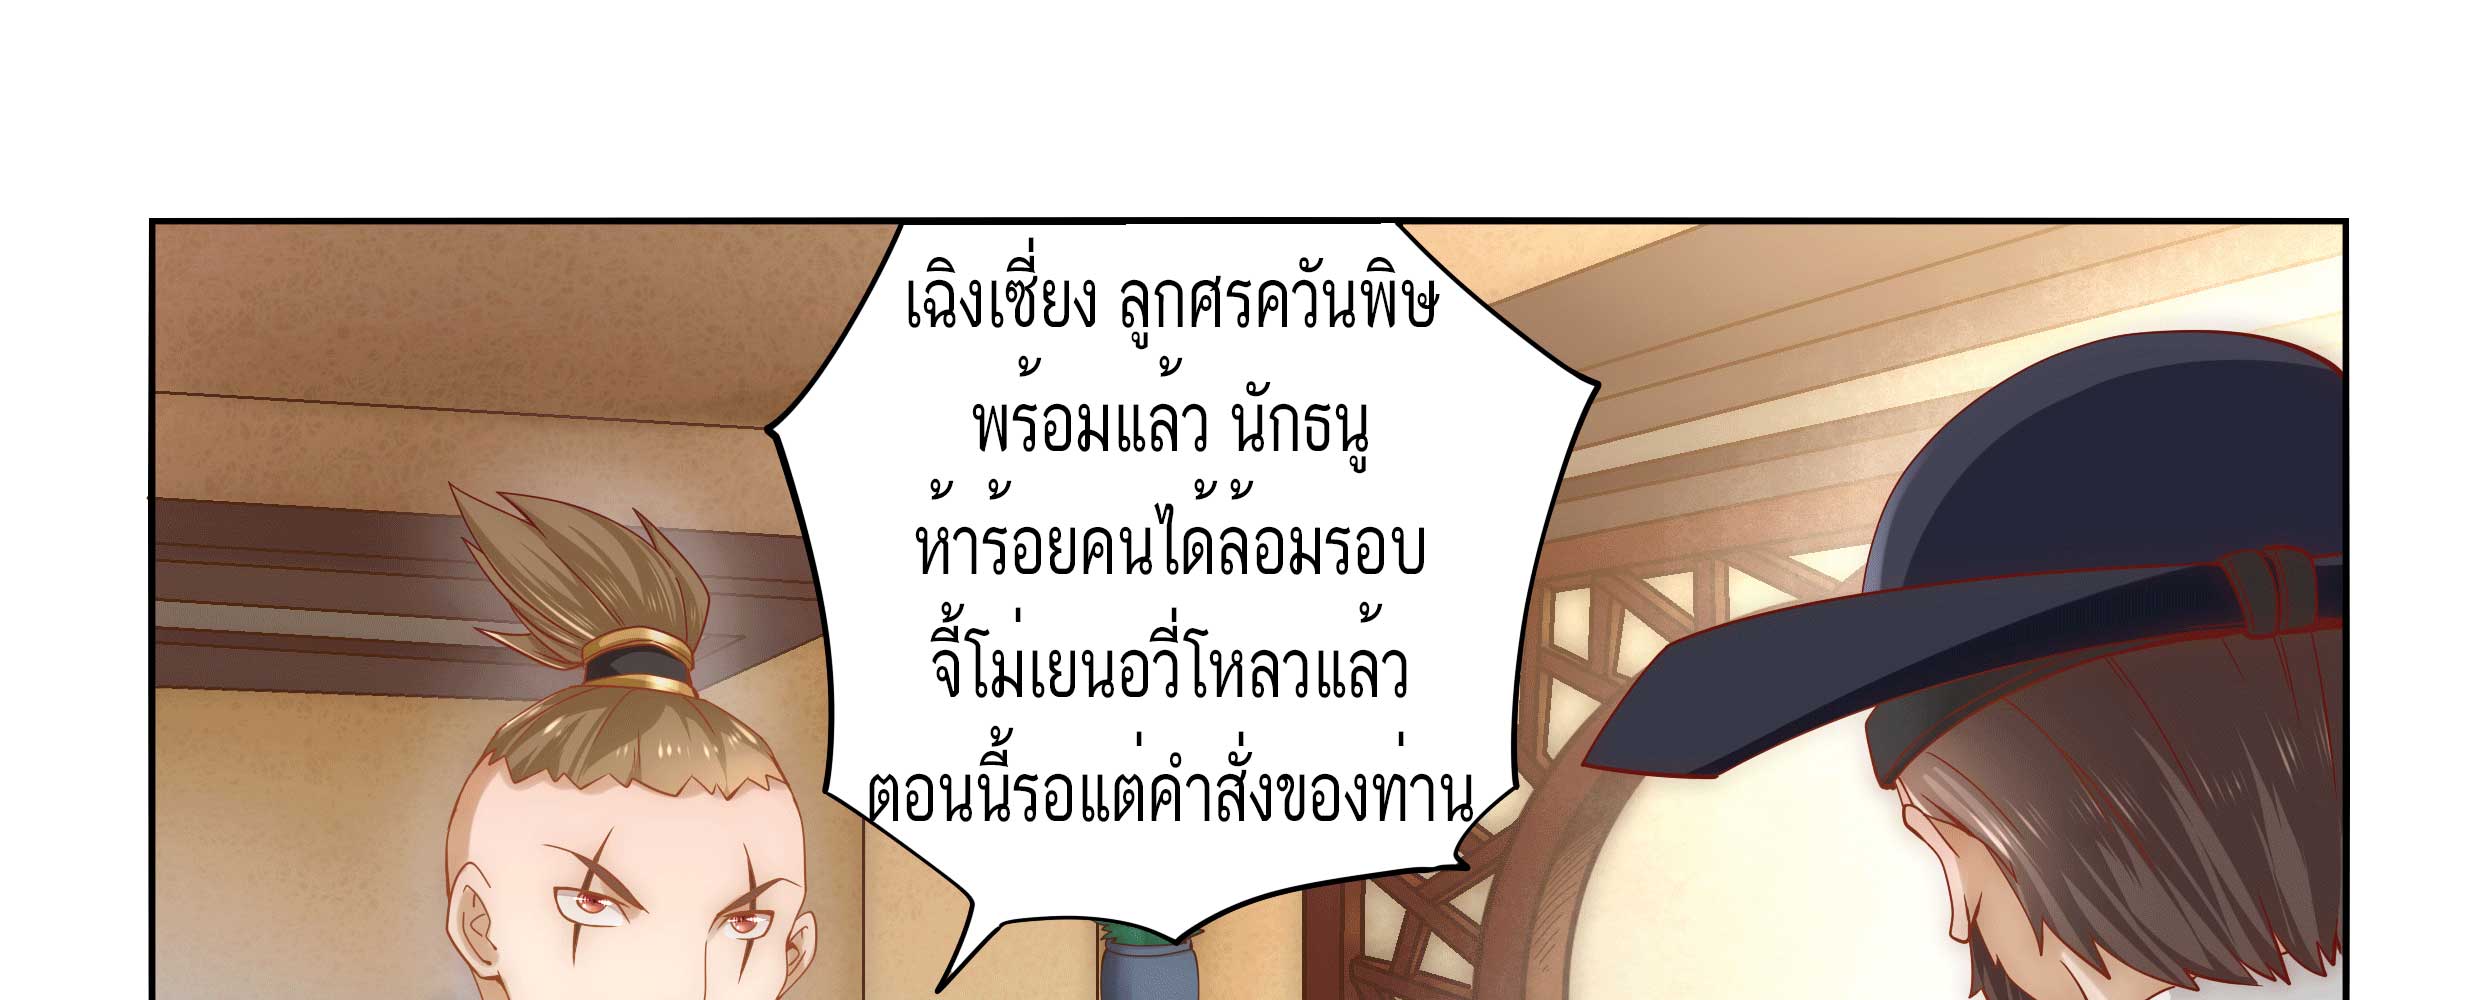 เฉิงเซี่ยง ลูกศรควันพิษ
พร้อมแล้ว นักธนู
ห้าร้อยคนได้ล้อมรอบ
จี้โม่เยนอวี่โหลวแล้ว
ตอนนี้รอแต่คำสั่งของท่าน